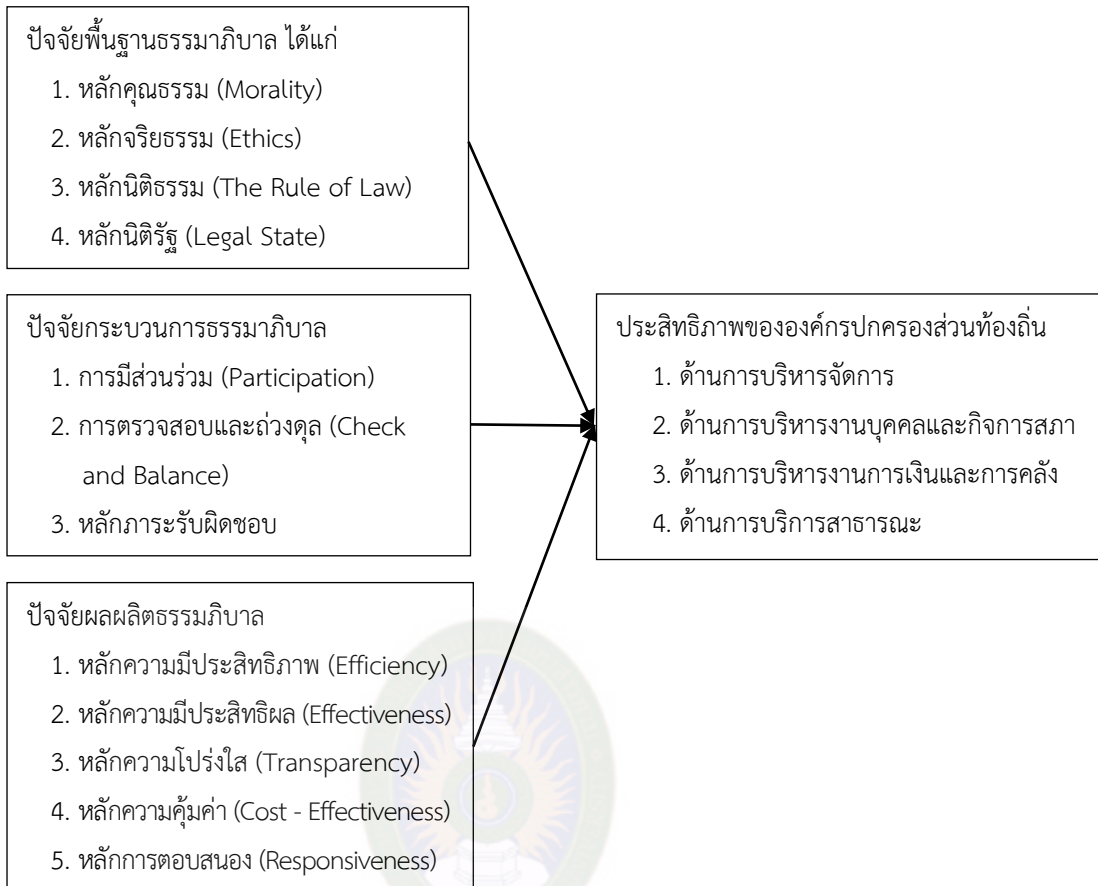 ปัจจัยพื้นฐานธรรมาภิบาล ได้แก่
1. หลักคุณธรรม (Morality)
2. หลักจริยธรรม (Ethics)
3. หลักนิติธรรม (The Rule of Law)
4. หลักนิติรัฐ (Legal State)
ปัจจัยกระบวนการธรรมาภิบาล
1. การมีส่วนร่วม (Participation)
2. การตรวจสอบและถ่วงดุล (Check
and Balance)
3. หลักภาระรับผิดชอบ
ปัจจัยผลผลิตธรรมภิบาล
1. หลักความมีประสิทธิภาพ (Efficiency)
2. หลักความมีประสิทธิผล (Effectiveness)
3. หลักความโปร่งใส (Transparency)
4. หลักความคุ้มค่า (Cost - Effectiveness)
5. หลักการตอบสนอง (Responsiveness)
ประสิทธิภาพขององค์กรปกครองส่วนท้องถิ่น
1. ด้านการบริหารจัดการ
2. ด้านการบริหารงานบุคคลและกิจการสภา
3. ด้านการบริหารงานการเงินและการคลัง
4. ด้านการบริการสาธารณะ